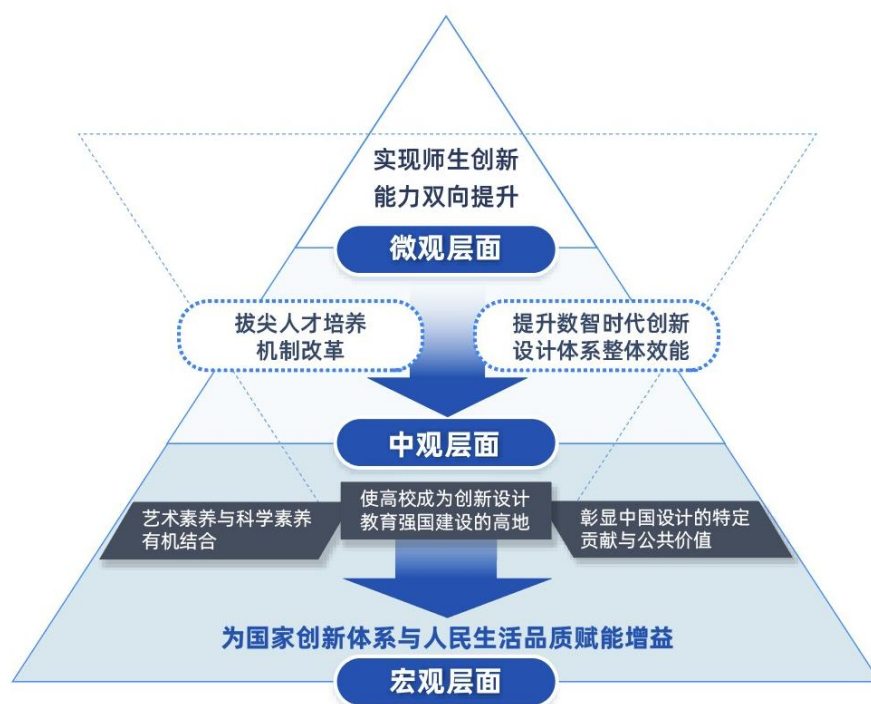 实现师生创新
能力双向提升
微观层面
拔尖人才培养
机制改革
提升数智时代创新
设计体系整体效能
中观层面
艺术素养与科学素养
有机结合
使高校成为创新设计
教育强国建设的高地
彰显中国设计的特定
贡献与公共价值
为国家创新体系与人民生活品质赋能增益
宏观层面